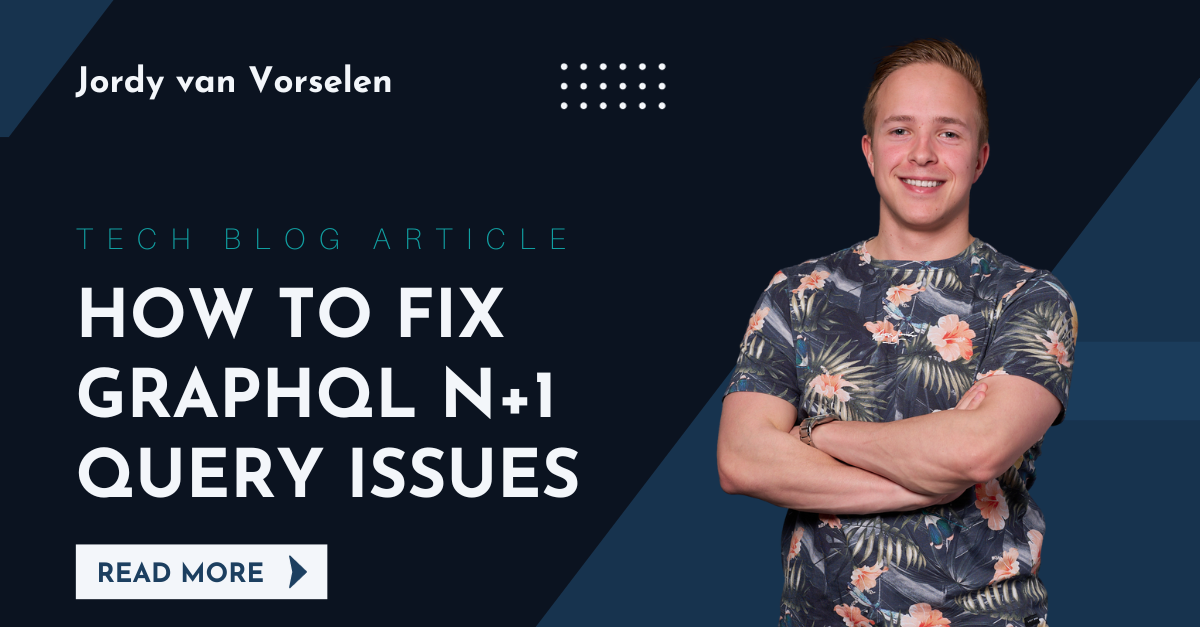 Jordy van Vorselen
TECH BLOG ARTICLE
HOW TO FIX
GRAPHQL N+1
QUERY ISSUES
READ MORE